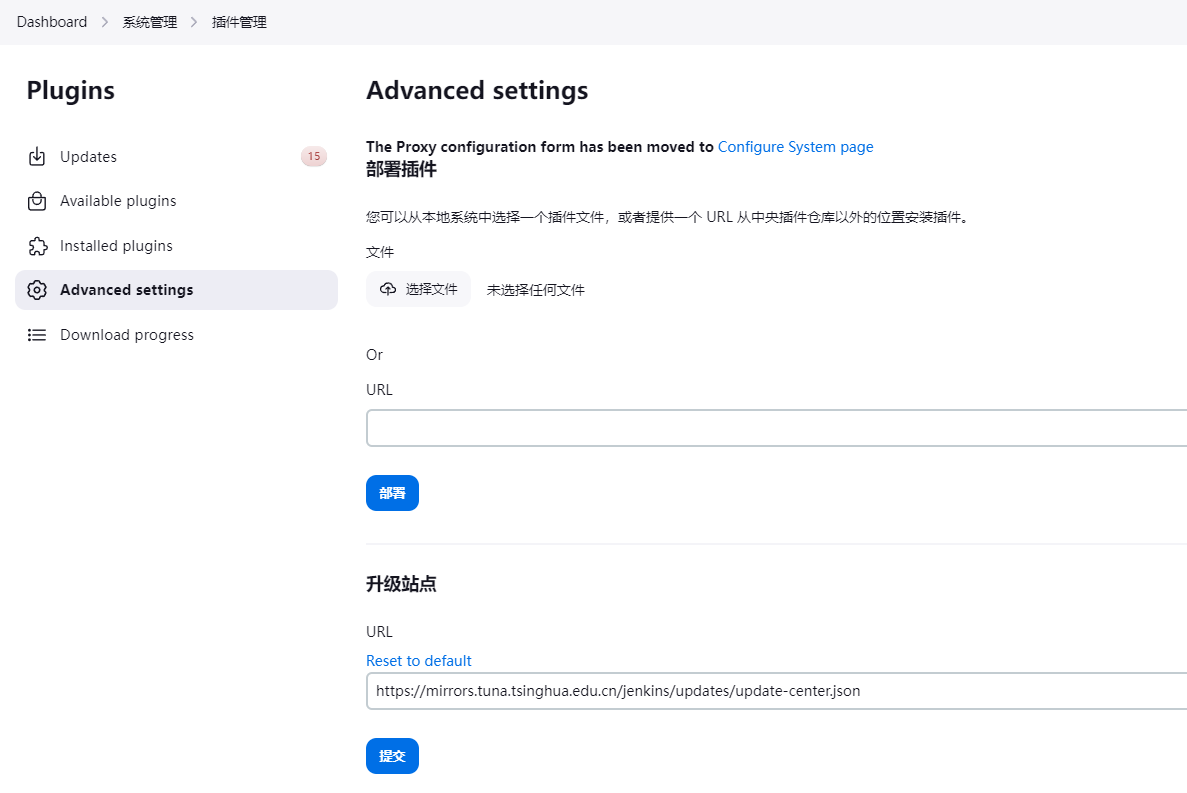 Dashboard > 系统管理 > 插件管理
Plugins
Updates 15
Available plugins
Installed plugins
Advanced settings
Download progress
Advanced settings
The Proxy configuration form has been moved to Configure System page
部署插件
您可以从本地系统中选择一个插件文件，或者提供一个 URL 从中央插件仓库以外的位置安装插件。
文件
选择文件 未选择任何文件
Or
URL
部署
升级站点
URL
Reset to default
https://mirrors.tuna.tsinghua.edu.cn/jenkins/updates/update-center.json
提交